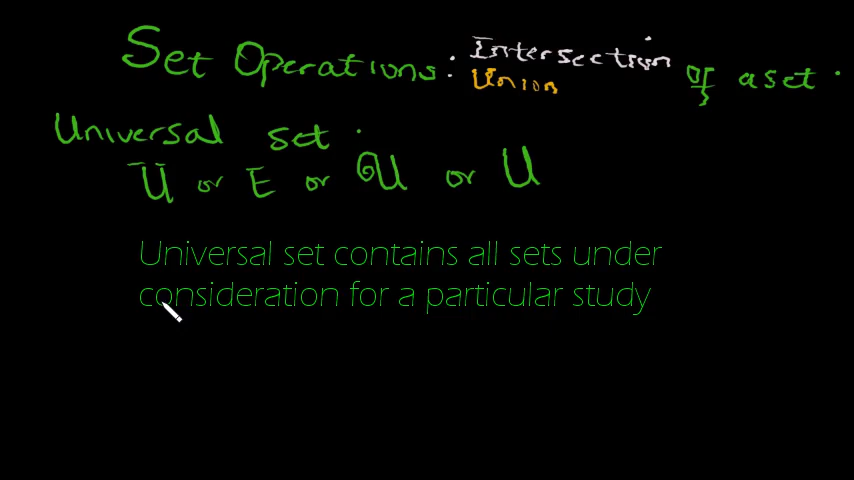 Set Operations: Intersection of a set.
Union
Universal set.
U or E or U or U
Universal set contains all sets under
consideration for a particular study